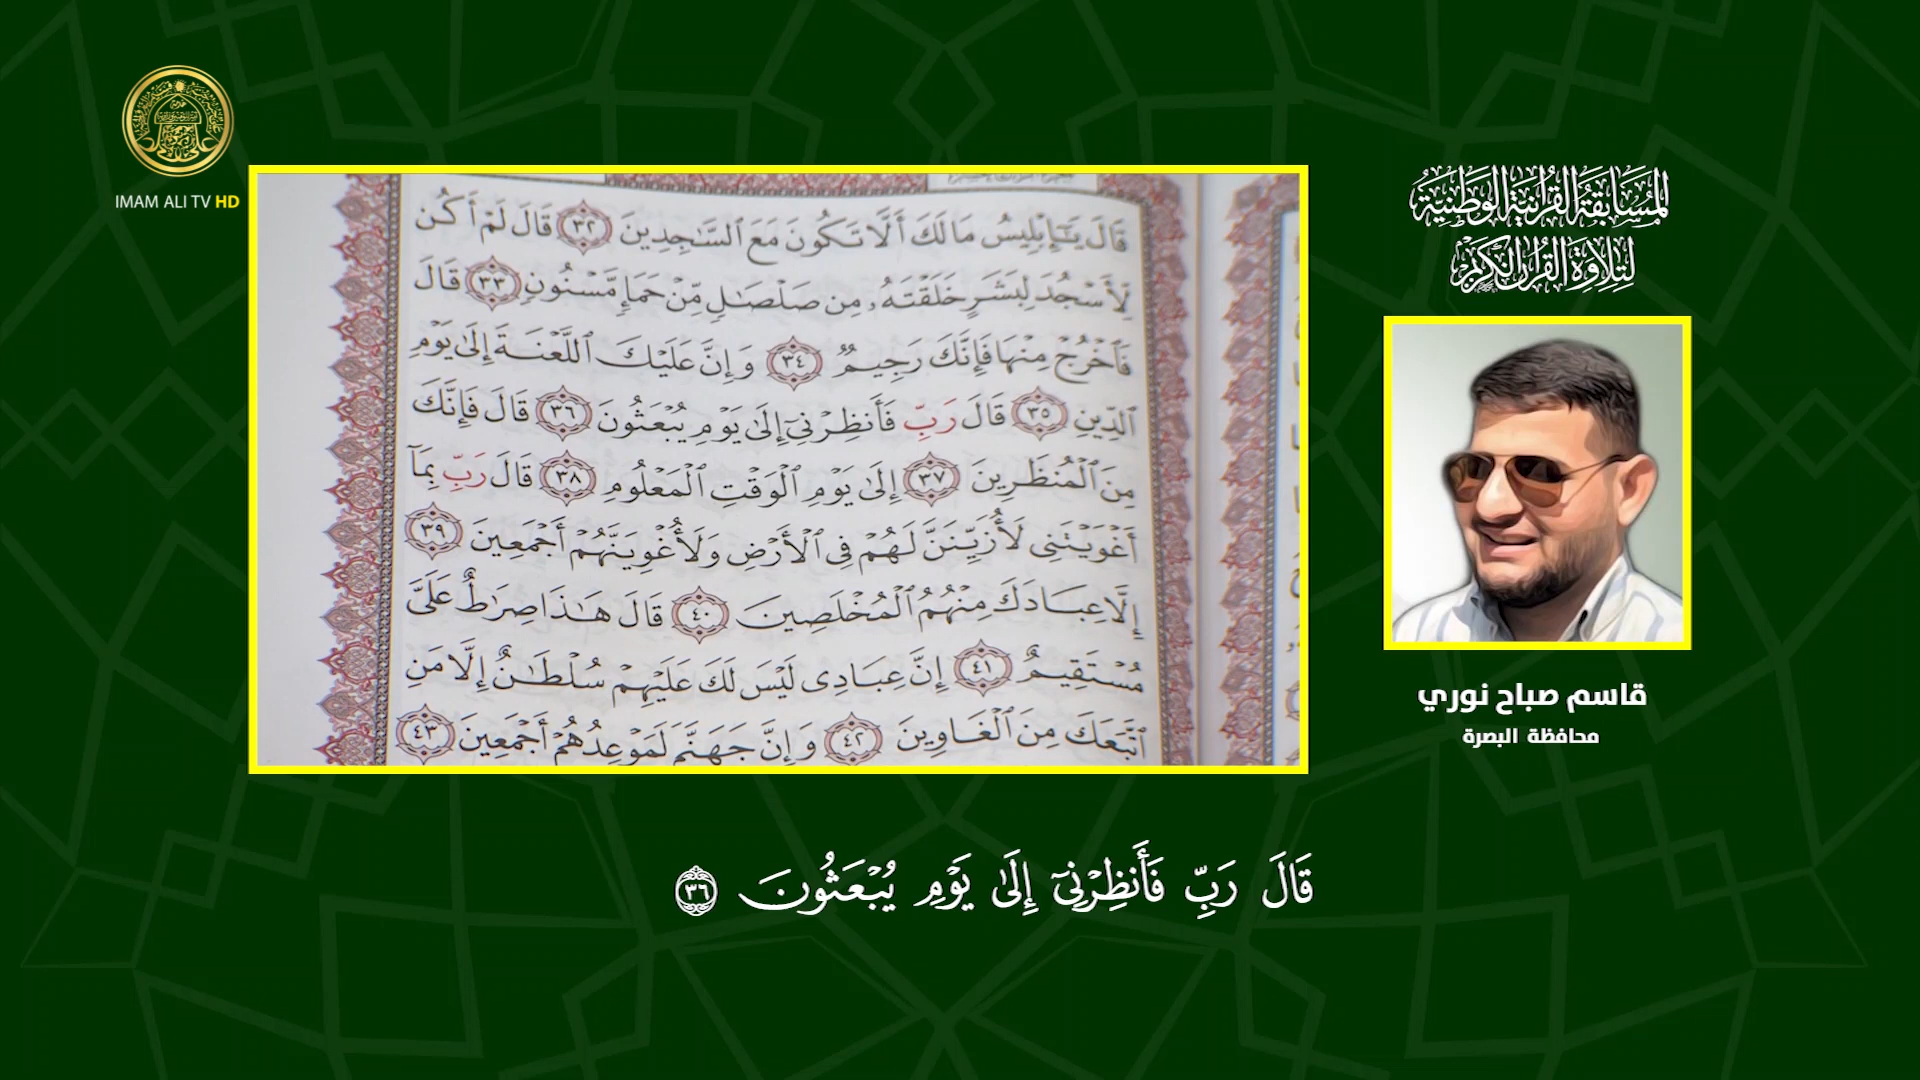 IMAM ALI TV HD
المسابقة القرآنية الوطنية
لتلاوة القرآن الكريم
قَالَ يَٰٓإِبۡلِيسُ مَا لَكَ أَلَّا تَكُونَ مَعَ ٱلسَّٰجِدِينَ ٣٢ قَالَ لَمۡ أَكُن
لِّأَسۡجُدَ لِبَشَرٍ خَلَقۡتَهُۥ مِن صَلۡصَٰلٖ مِّنۡ حَمَإٖ مَّسۡنُونٖ ٣٣ قَالَ
فَٱخۡرُجۡ مِنۡهَا فَإِنَّكَ رَجِيمٞ ٣٤ وَإِنَّ عَلَيۡكَ ٱللَّعۡنَةَ إِلَىٰ يَوۡمِ
ٱلدِّينِ ٣٥ قَالَ رَبِّ فَأَنظِرۡنِيٓ إِلَىٰ يَوۡمِ يُبۡعَثُونَ ٣٦ قَالَ فَإِنَّكَ
مِنَ ٱلۡمُنظَرِينَ ٣٧ إِلَىٰ يَوۡمِ ٱلۡوَقۡتِ ٱلۡمَعۡلُومِ ٣٨ قَالَ رَبِّ بِمَآ
أَغۡوَيۡتَنِي لَأُزَيِّنَنَّ لَهُمۡ فِي ٱلۡأَرۡضِ وَلَأُغۡوِيَنَّهُمۡ أَجۡمَعِينَ ٣٩
إِلَّا عِبَادَكَ مِنۡهُمُ ٱلۡمُخۡلَصِينَ ٤٠ قَالَ هَٰذَا صِرَٰطٌ عَلَيَّ
مُسۡتَقِيمٌ ٤١ إِنَّ عِبَادِي لَيۡسَ لَكَ عَلَيۡهِمۡ سُلۡطَٰنٌ إِلَّا مَنِ
ٱتَّبَعَكَ مِنَ ٱلۡغَاوِينَ ٤٢ وَإِنَّ جَهَنَّمَ لَمَوۡعِدُهُمۡ أَجۡمَعِينَ ٤٣
قاسم صباح نوري
محافظة البصرة
قَالَ رَبِّ فَأَنظِرۡنِيٓ إِلَىٰ يَوۡمِ يُبۡعَثُونَ ٣٦